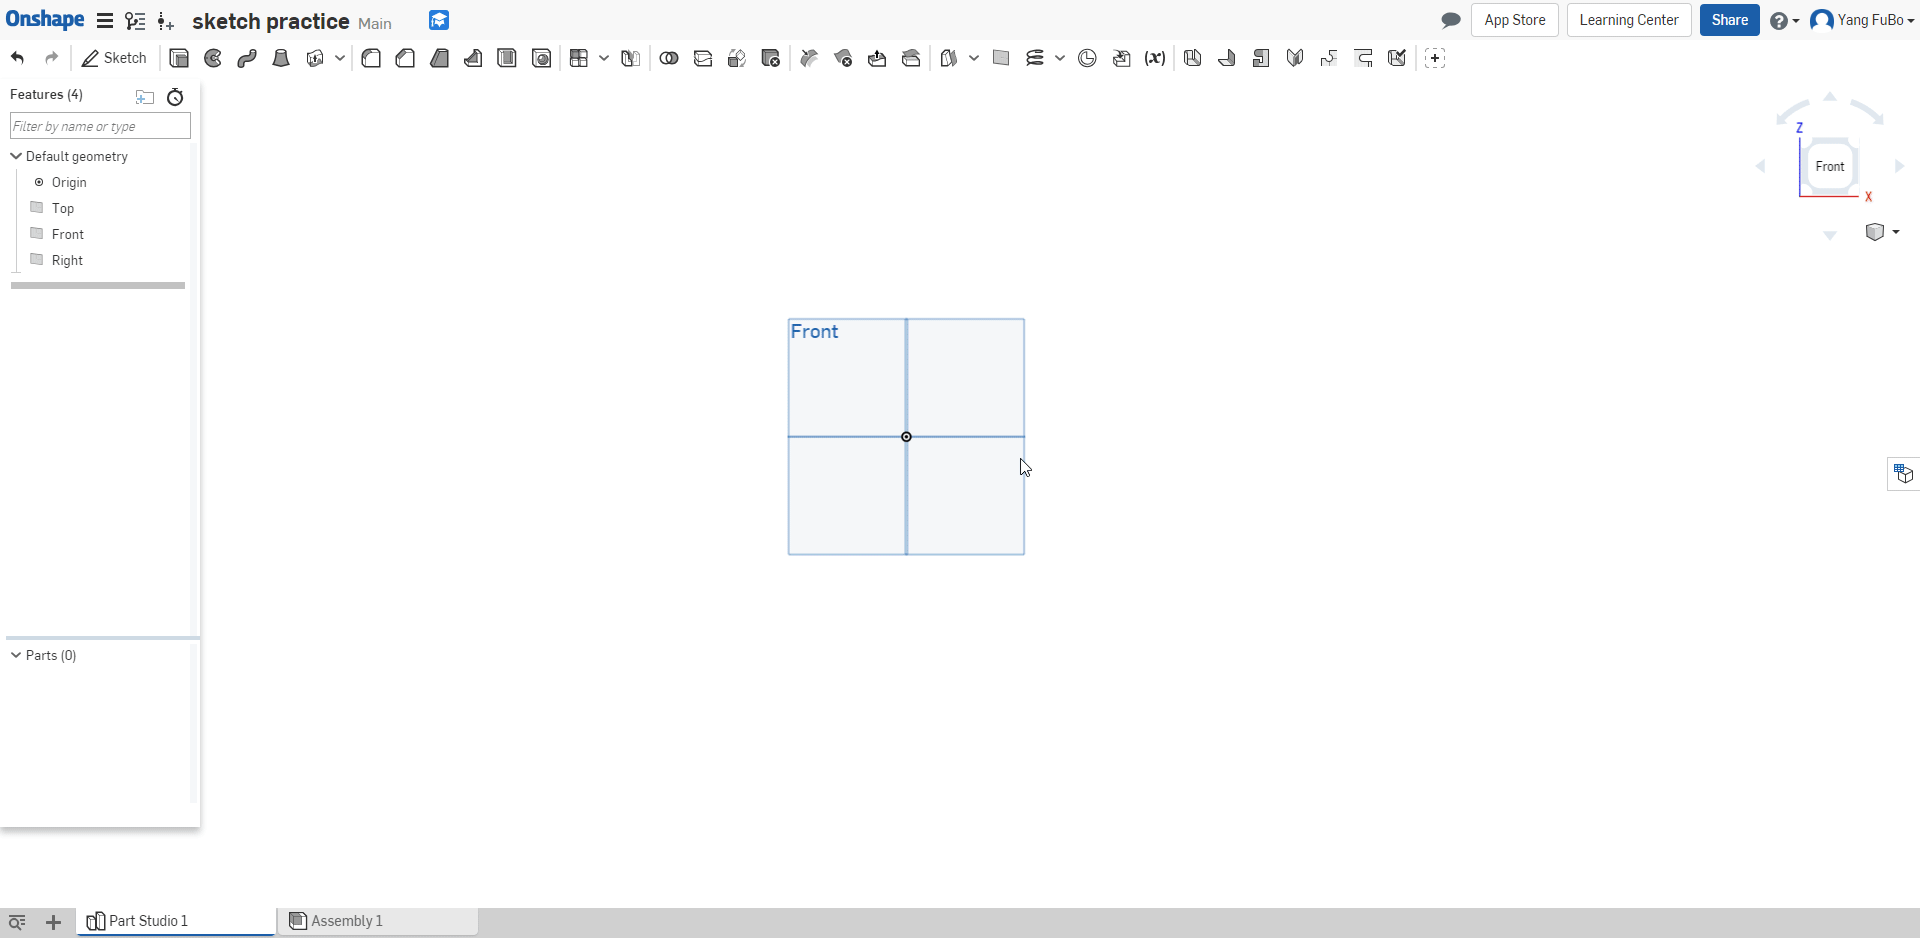 Onshape sketch practice Main App Store Learning Center Share Yang FuBo
Sketch (x)
Features (4)
Filter by name or type
Default geometry
Origin
Top
Front
Right
Z
Front
X
Front
Parts (0)
Part Studio 1 Assembly 1